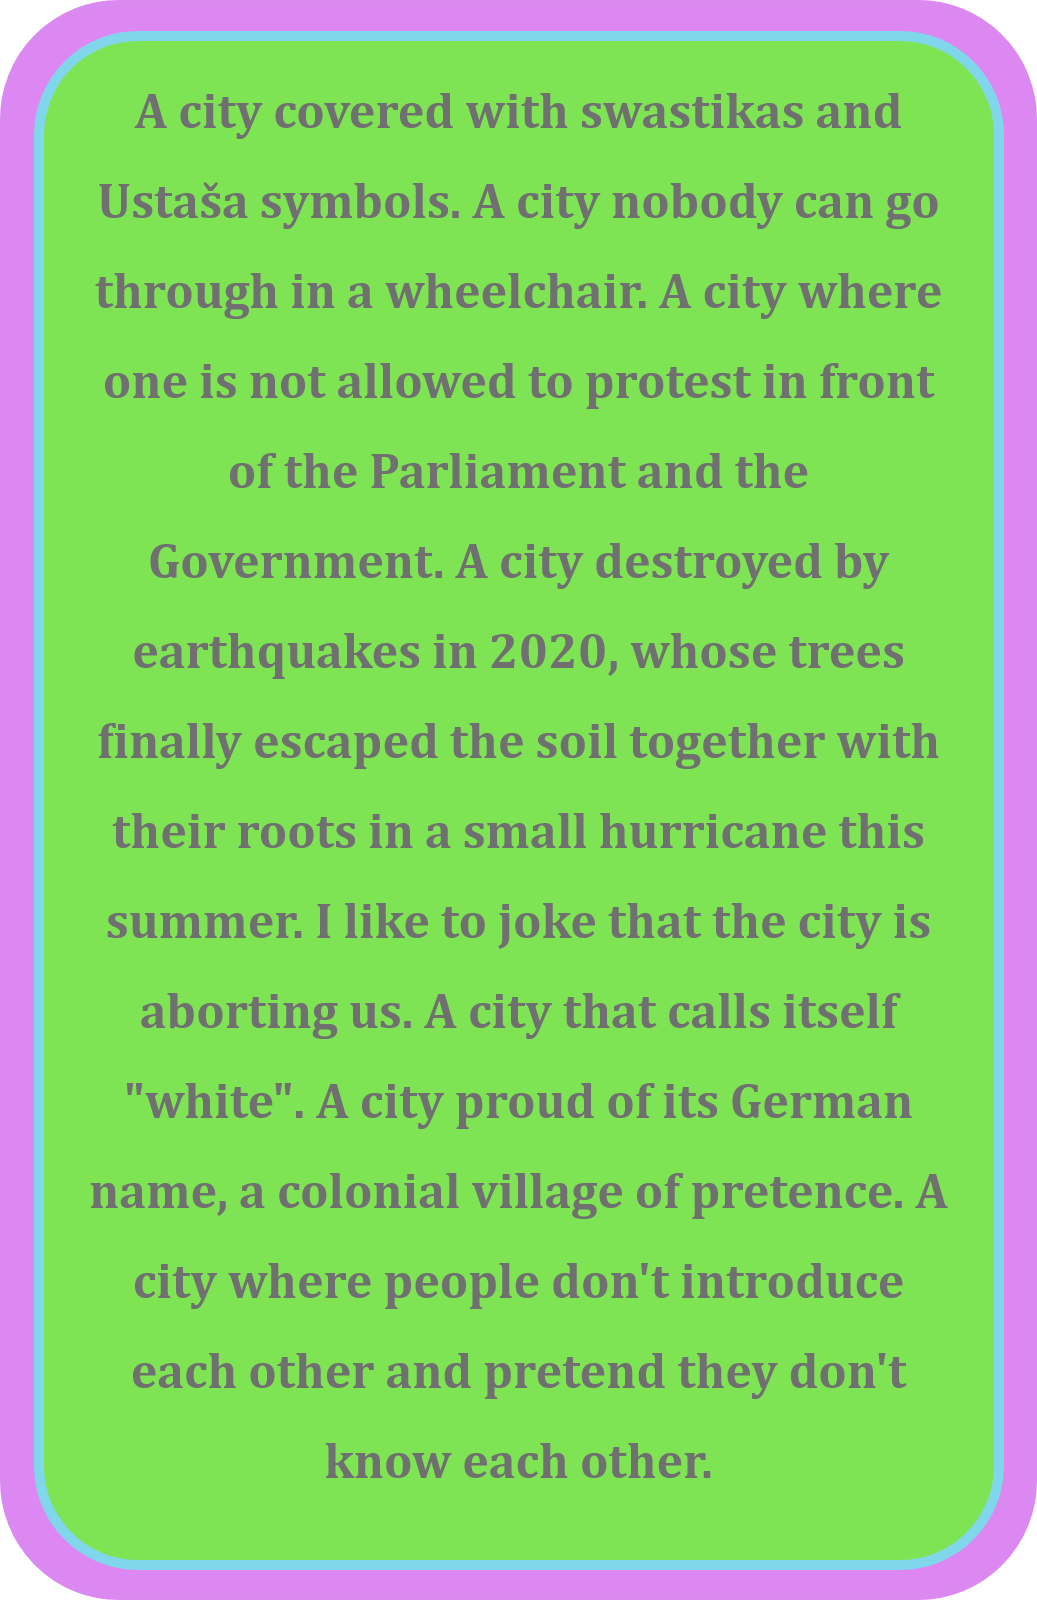 A city covered with swastikas and
Ustaša symbols. A city nobody can go
through in a wheelchair. A city where
one is not allowed to protest in front
of the Parliament and the
Government. A city destroyed by
earthquakes in 2020, whose trees
finally escaped the soil together with
their roots in a small hurricane this
summer. I like to joke that the city is
aborting us. A city that calls itself
"white". A city proud of its German
name, a colonial village of pretence. A
city where people don't introduce
each other and pretend they don't
know each other.